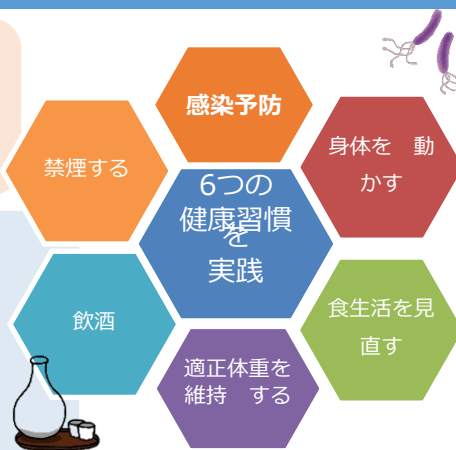 感染予防
身体を　動
かす
食生活を見
直す
適正体重を
維持　する
飲酒
禁煙する
6つの
健康習慣
を
実践